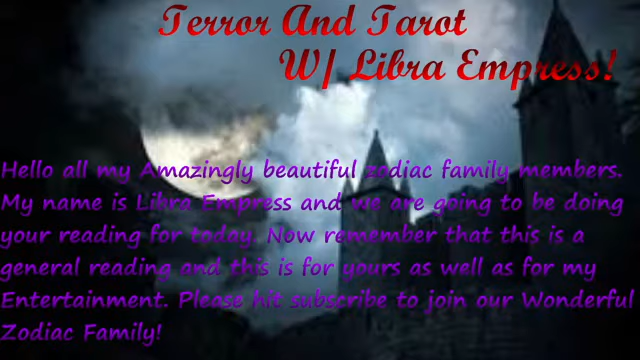 Terror And Tarot
W/ Libra Empress!
Hello all my Amazingly beautiful zodiac family members.
My name is Libra Empress and we are going to be doing
your reading for today. Now remember that this is a
general reading and this is for yours as well as for my
Entertainment. Please hit subscribe to join our Wonderful
Zodiac Family!